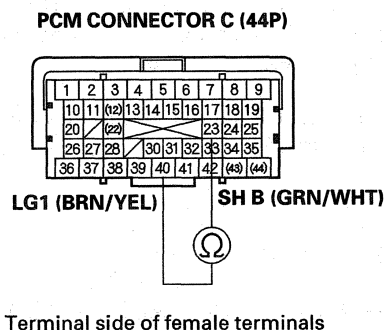 PCM CONNECTOR C (44P)
1 2 3 4 5 6 7 8 9
10 11 (12) 13 14 15 16 17 18 19
20 (22) 23 24 25
26 27 28 30 31 32 33 34 35
36 37 38 39 40 41 42 (43) (44)
LG1 (BRN/YEL) SH B (GRN/WHT)
Ω
Terminal side of female terminals